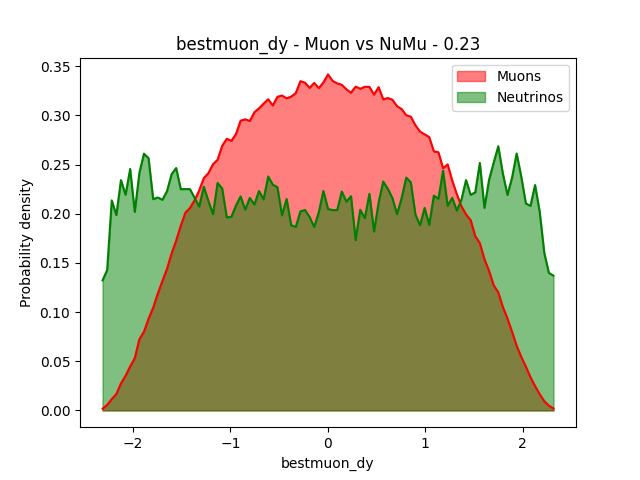 bestmuon_dy - Muon vs NuMu - 0.23
Muons
Neutrinos
Probability density
0.35
0.30
0.25
0.20
0.15
0.10
0.05
0.00
−2 −1 0 1 2
bestmuon_dy